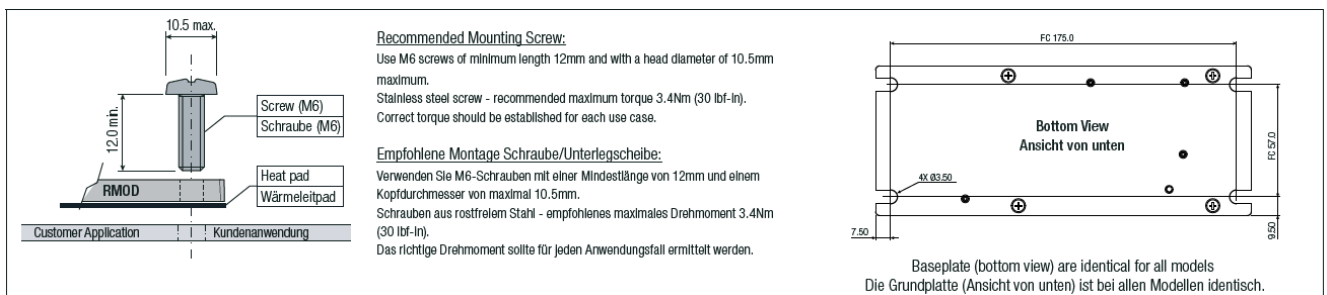 10.5 max.
12.0 min.
Screw (M6)
Schraube (M6)
Heat pad
Wärmeleitpad
RMOD
Customer Application
Kundenanwendung
Recommended Mounting Screw:
Use M6 screws of minimum length 12mm and with a head diameter of 10.5mm
maximum.
Stainless steel screw - recommended maximum torque 3.4Nm (30 lbf-in).
Correct torque should be established for each use case.
Empfohlene Montage Schraube/Unterlegscheibe:
Verwenden Sie M6-Schrauben mit einer Mindestlänge von 12mm und einem
Kopfdurchmesser von maximal 10.5mm.
Schrauben aus rostfreiem Stahl - empfohlenes maximales Drehmoment 3.4Nm
(30 lbf-in).
Das richtige Drehmoment sollte für jeden Anwendungsfall ermittelt werden.
FC 175.0
Bottom View
Ansicht von unten
FC 57.0
4X Ø3.50
7.50
9.50
Baseplate (bottom view) are identical for all models
Die Grundplatte (Ansicht von unten) ist bei allen Modellen identisch.